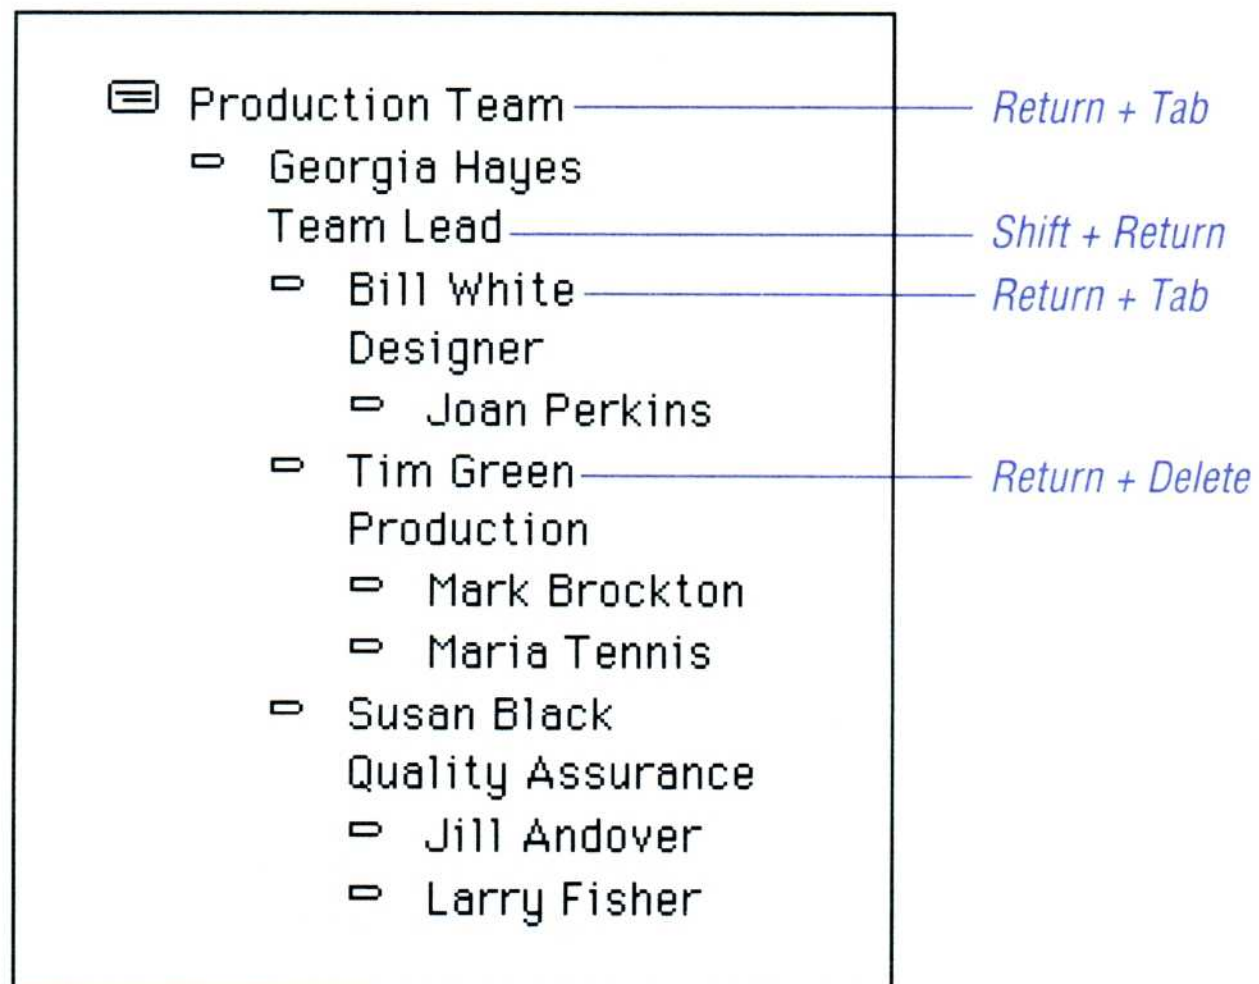 Production Team Return + Tab
Georgia Hayes
Team Lead Shift + Return
Bill White Return + Tab
Designer
Joan Perkins
Tim Green Return + Delete
Production
Mark Brockton
Maria Tennis
Susan Black
Quality Assurance
Jill Andover
Larry Fisher